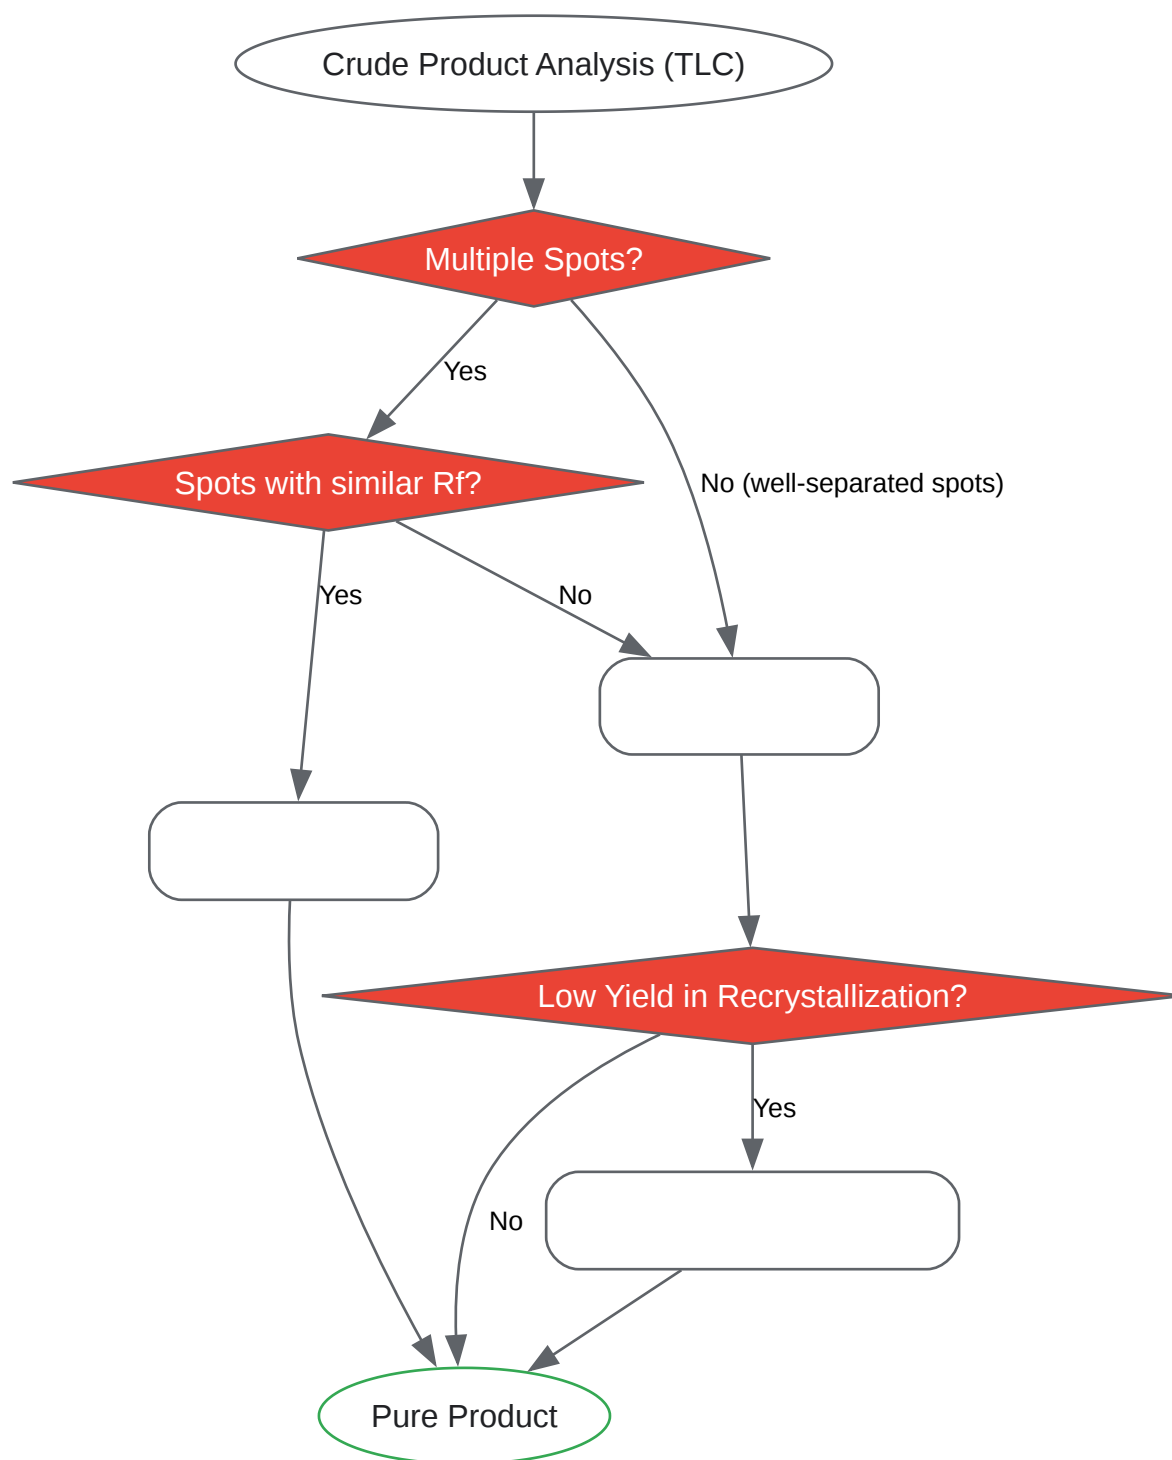 Crude Product Analysis (TLC)
Multiple Spots?
Yes
Spots with similar Rf?
No (well-separated spots)
Yes
No
Low Yield in Recrystallization?
Yes
No
Pure Product